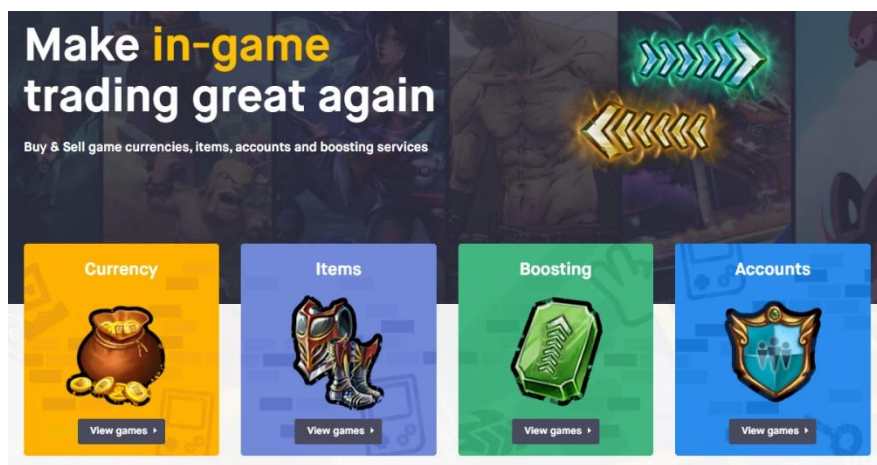 Make in-game
trading great again
Buy & Sell game currencies, items, accounts and boosting services
Currency
Items
Boosting
Accounts
View games
View games
View games
View games